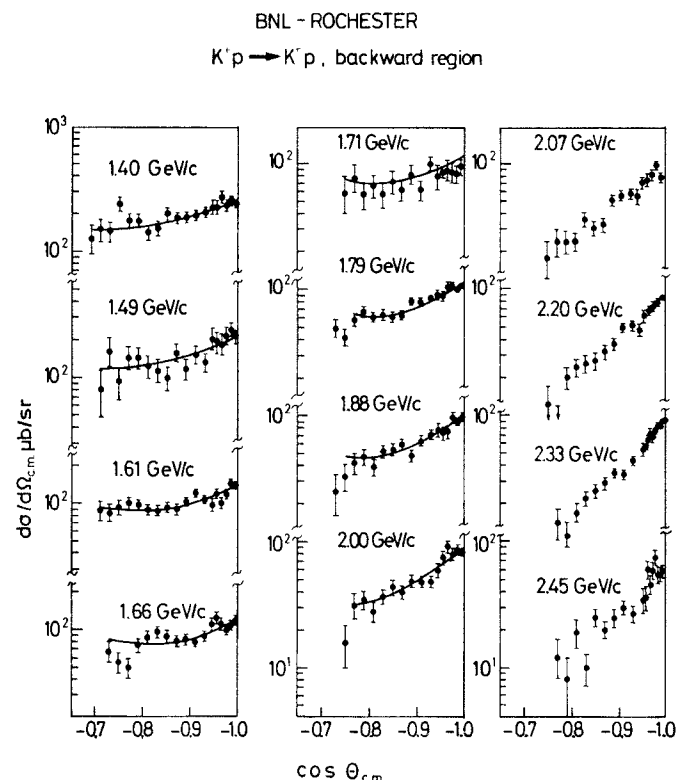 BNL - ROCHESTER
K⁺p → K⁺p, backward region
10³
1.40 GeV/c
10²
1.49 GeV/c
10²
1.61 GeV/c
10²
1.66 GeV/c
10²
1.71 GeV/c
10²
1.79 GeV/c
10²
1.88 GeV/c
10²
2.00 GeV/c
10²
10¹
2.07 GeV/c
10²
2.20 GeV/c
10²
2.33 GeV/c
10²
2.45 GeV/c
10²
10¹
dσ/dΩc.m. μb/sr
-0.7 -0.8 -0.9 -1.0
-0.7 -0.8 -0.9 -1.0
-0.7 -0.8 -0.9 -1.0
cos θc.m.